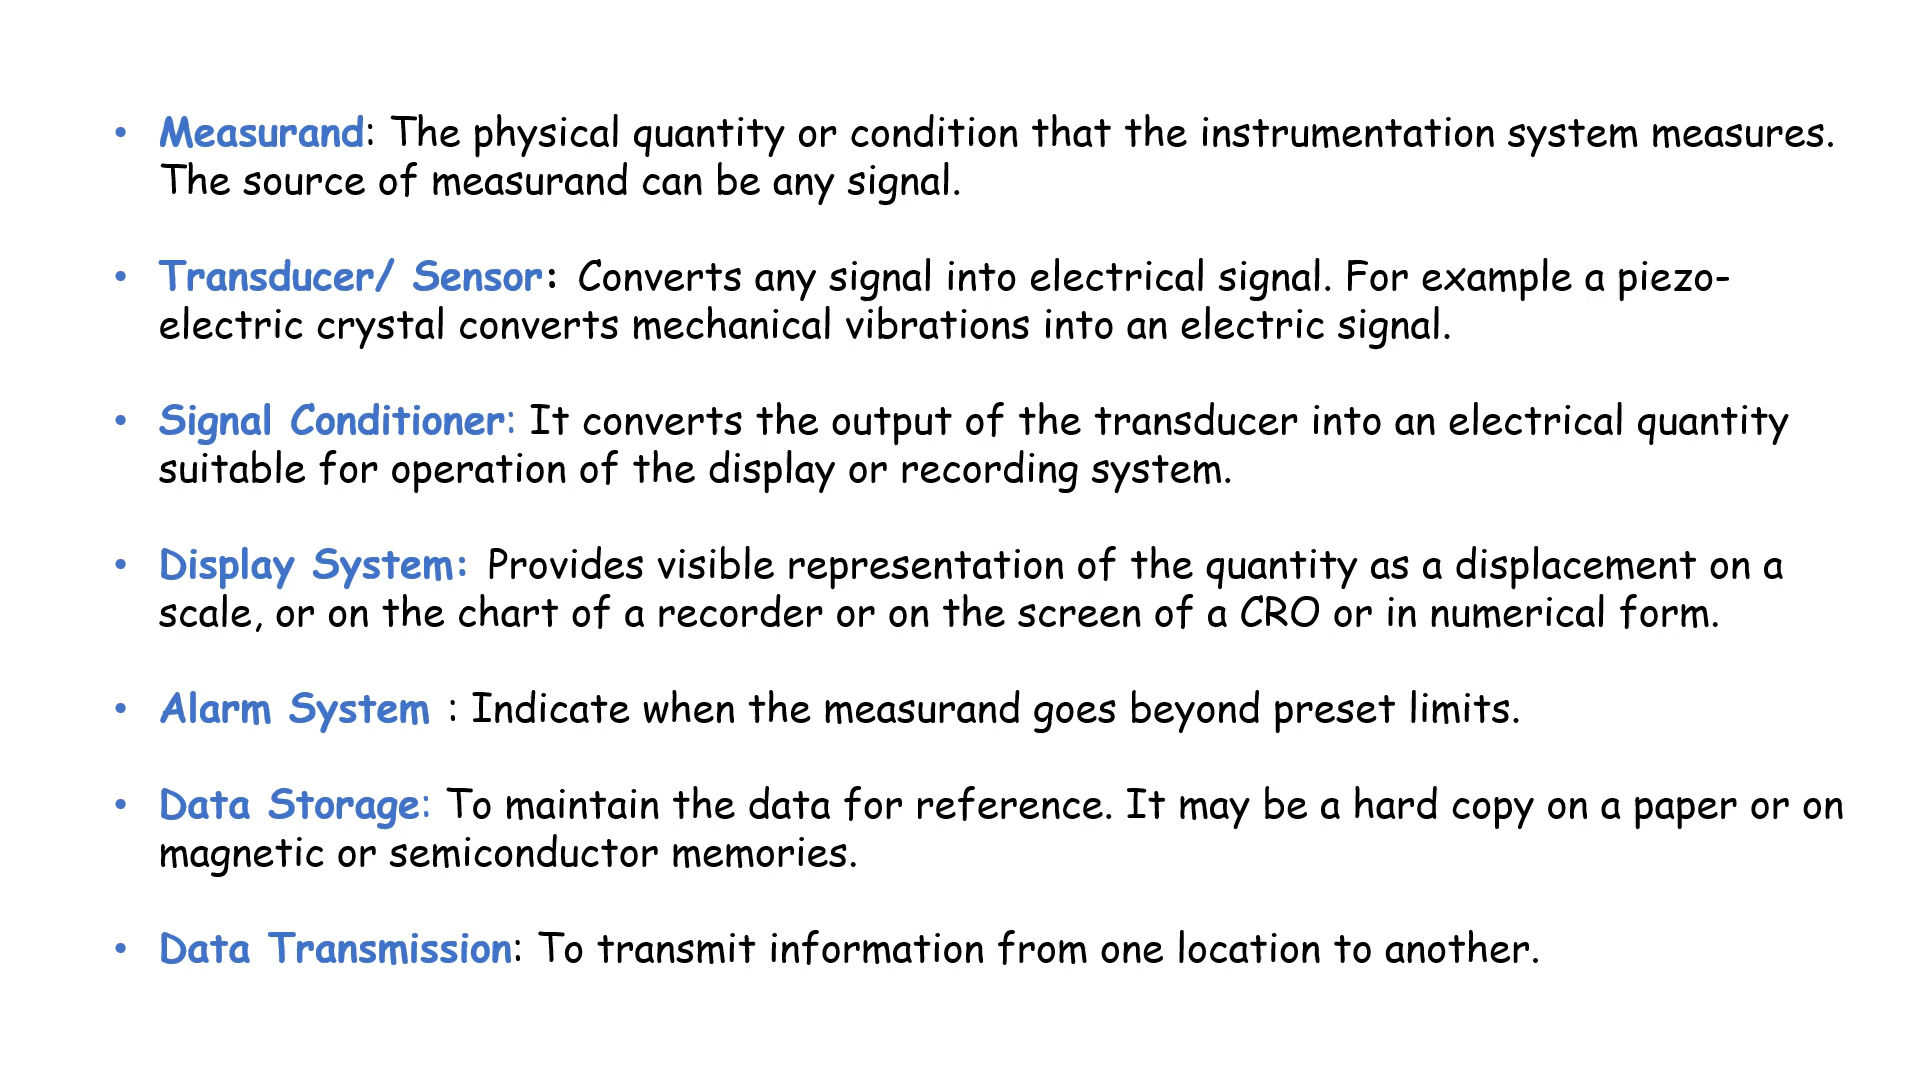 • Measurand: The physical quantity or condition that the instrumentation system measures.
The source of measurand can be any signal.
• Transducer/ Sensor: Converts any signal into electrical signal. For example a piezo-
electric crystal converts mechanical vibrations into an electric signal.
• Signal Conditioner: It converts the output of the transducer into an electrical quantity
suitable for operation of the display or recording system.
• Display System: Provides visible representation of the quantity as a displacement on a
scale, or on the chart of a recorder or on the screen of a CRO or in numerical form.
• Alarm System : Indicate when the measurand goes beyond preset limits.
• Data Storage: To maintain the data for reference. It may be a hard copy on a paper or on
magnetic or semiconductor memories.
• Data Transmission: To transmit information from one location to another.